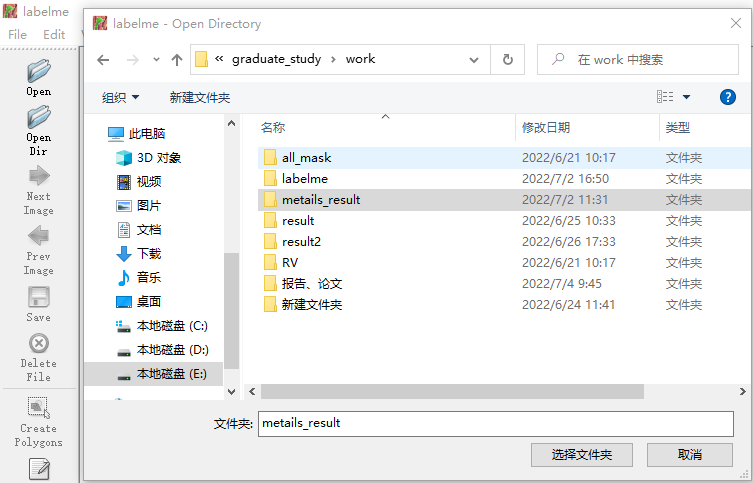 labelme
File Edit
Open
Open
Dir
Next
Image
Prev
Image
Save
Delete
File
Create
Polygons
labelme - Open Directory
« graduate_study › work
在 work 中搜索
组织 新建文件夹
此电脑
3D 对象
视频
图片
文档
下载
音乐
桌面
本地磁盘 (C:)
本地磁盘 (D:)
本地磁盘 (E:)
名称 修改日期 类型
all_mask 2022/6/21 10:17 文件夹
labelme 2022/7/2 16:50 文件夹
metails_result 2022/7/2 11:31 文件夹
result 2022/6/25 10:33 文件夹
result2 2022/6/26 17:33 文件夹
RV 2022/6/21 10:17 文件夹
报告、论文 2022/7/4 9:45 文件夹
新建文件夹 2022/6/24 11:41 文件夹
文件夹: metails_result
选择文件夹 取消